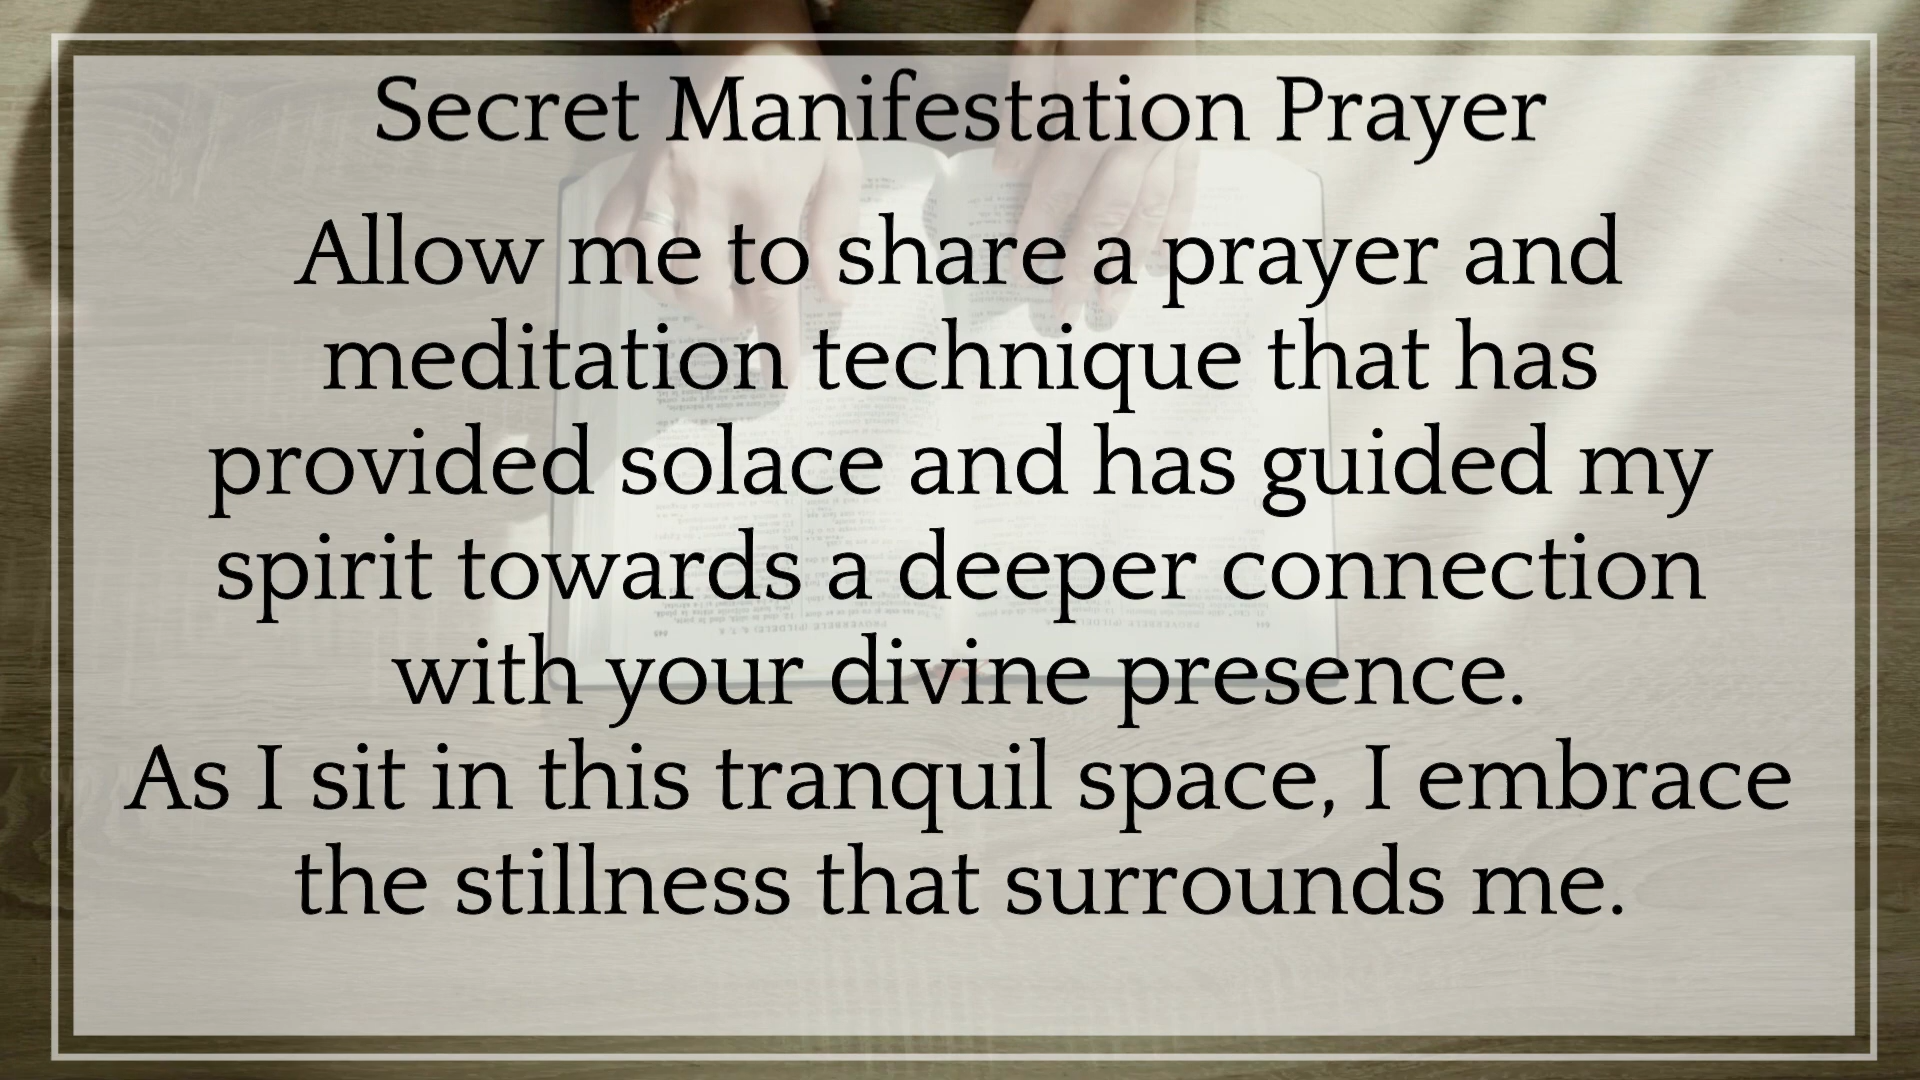 Secret Manifestation Prayer
Allow me to share a prayer and
meditation technique that has
provided solace and has guided my
spirit towards a deeper connection
with your divine presence.
As I sit in this tranquil space, I embrace
the stillness that surrounds me.